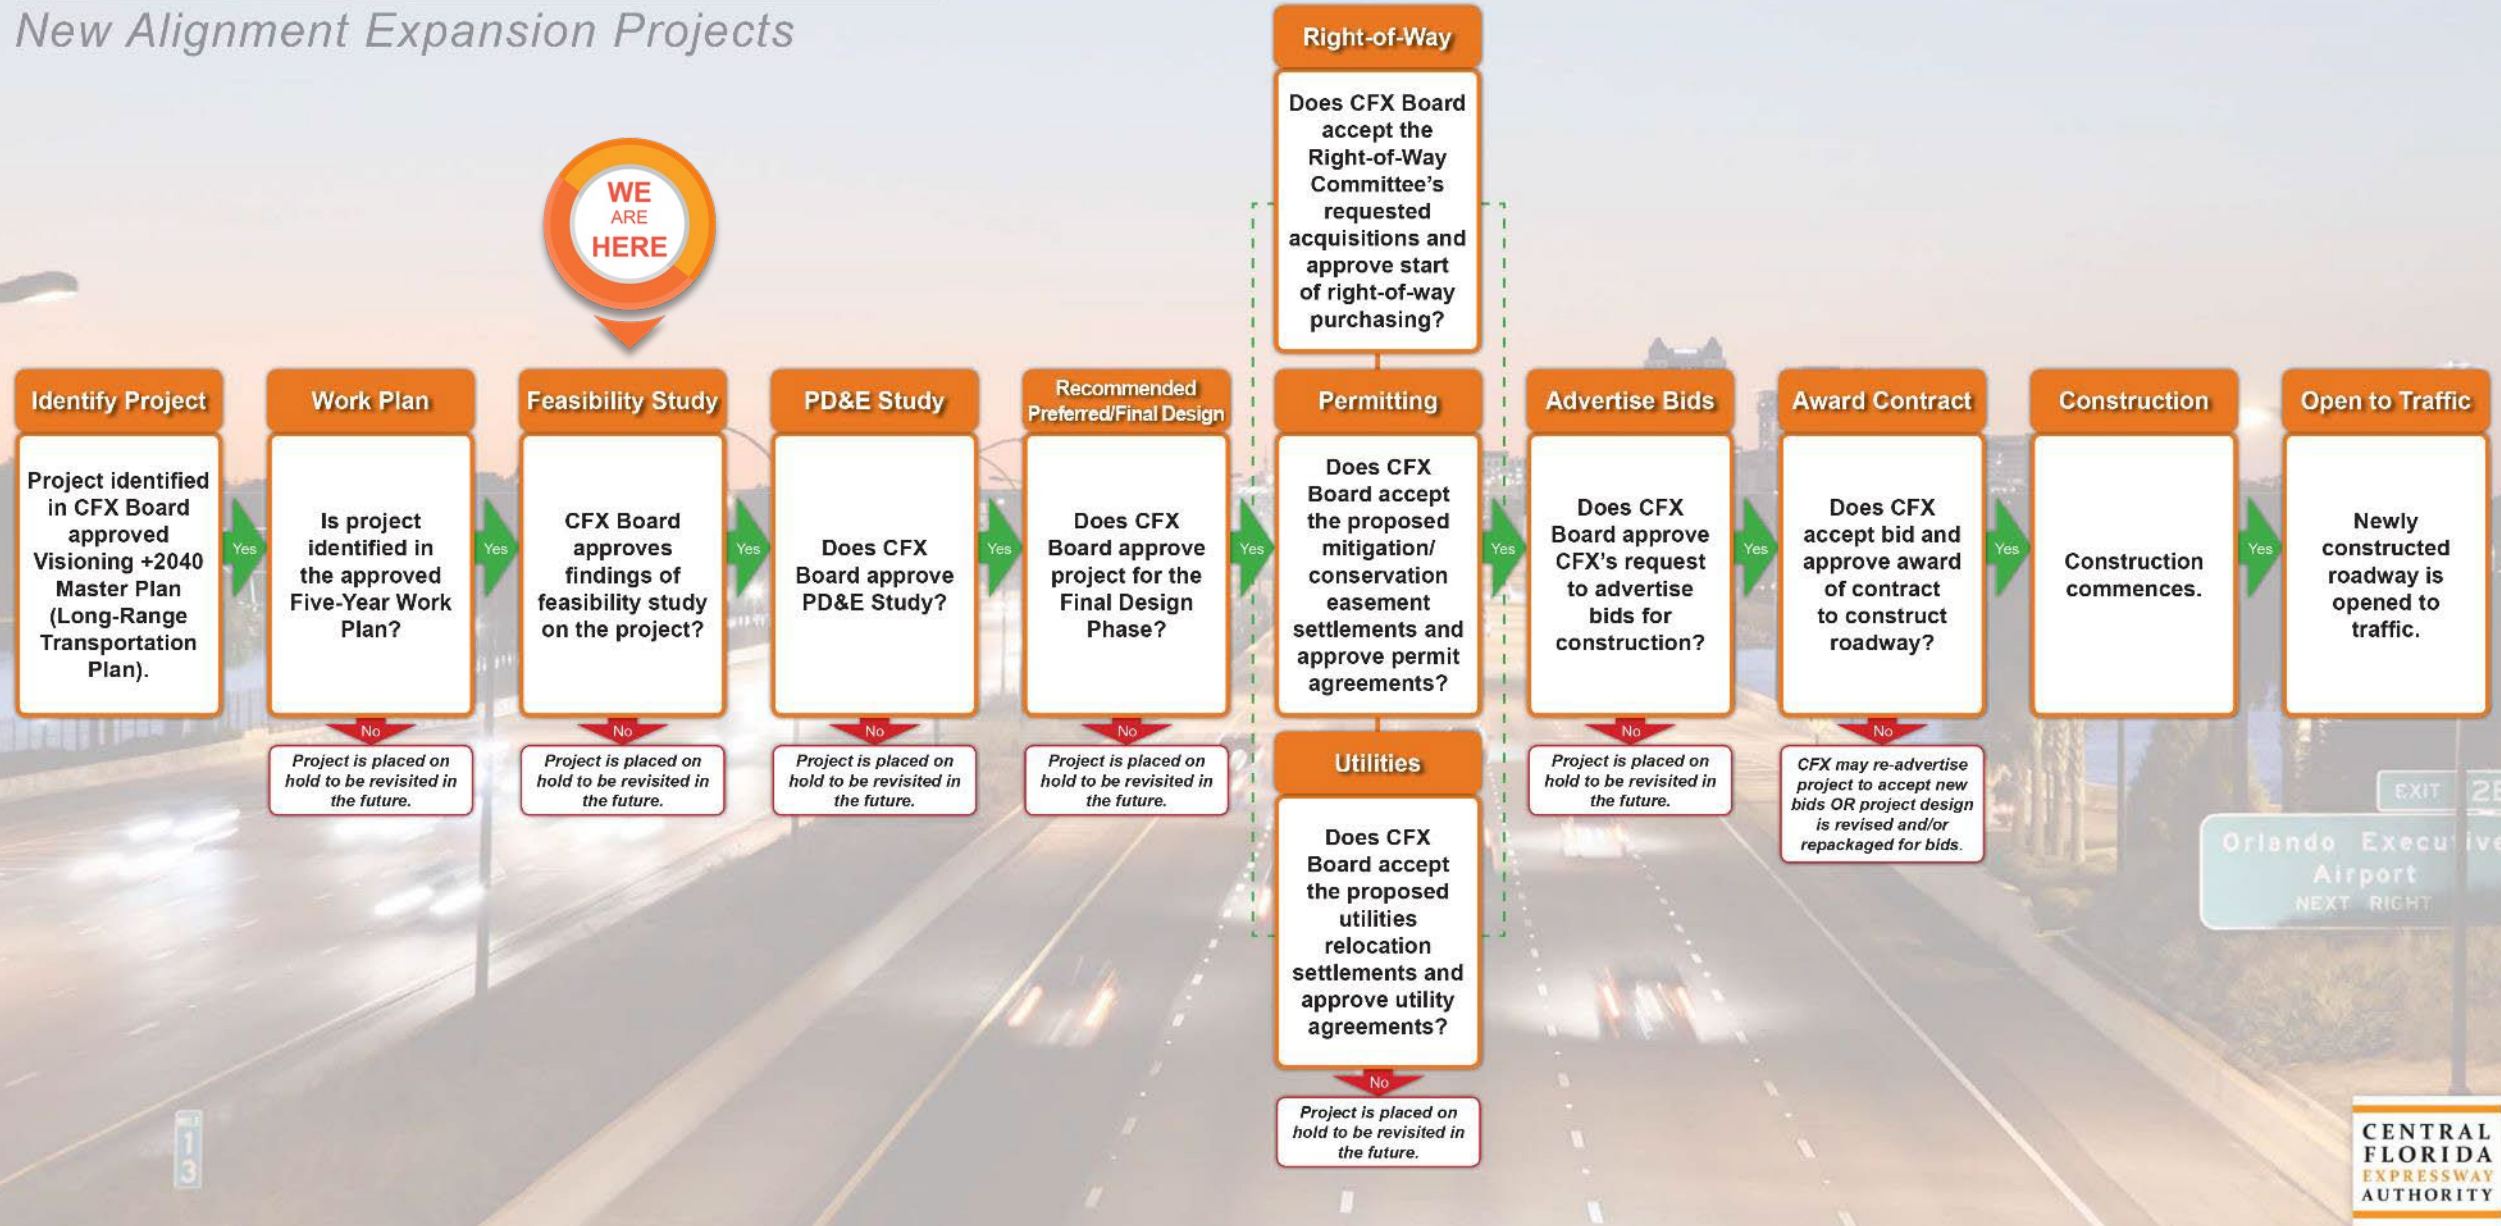 New Alignment Expansion Projects
WE
ARE
HERE
Identify Project
Project identified
in CFX Board
approved
Visioning +2040
Master Plan
(Long-Range
Transportation
Plan).
Yes
Work Plan
Is project
identified in
the approved
Five-Year Work
Plan?
No
Project is placed on
hold to be revisited in
the future.
Yes
Feasibility Study
CFX Board
approves
findings of
feasibility study
on the project?
No
Project is placed on
hold to be revisited in
the future.
Yes
PD&E Study
Does CFX
Board approve
PD&E Study?
No
Project is placed on
hold to be revisited in
the future.
Yes
Recommended
Preferred/Final Design
Does CFX
Board approve
project for the
Final Design
Phase?
No
Project is placed on
hold to be revisited in
the future.
Yes
Right-of-Way
Does CFX Board
accept the
Right-of-Way
Committee's
requested
acquisitions and
approve start
of right-of-way
purchasing?
Permitting
Does CFX
Board accept
the proposed
mitigation/
conservation
easement
settlements and
approve permit
agreements?
Utilities
Does CFX
Board accept
the proposed
utilities
relocation
settlements and
approve utility
agreements?
No
Project is placed on
hold to be revisited in
the future.
Yes
Advertise Bids
Does CFX
Board approve
CFX's request
to advertise
bids for
construction?
No
Project is placed on
hold to be revisited in
the future.
Yes
Award Contract
Does CFX
accept bid and
approve award
of contract
to construct
roadway?
No
CFX may re-advertise
project to accept new
bids OR project design
is revised and/or
repackaged for bids.
Yes
Construction
Construction
commences.
Yes
Open to Traffic
Newly
constructed
roadway is
opened to
traffic.
EXIT
Orlando Executive
Airport
NEXT RIGHT
MILE
1
3
CENTRAL
FLORIDA
EXPRESSWAY
AUTHORITY